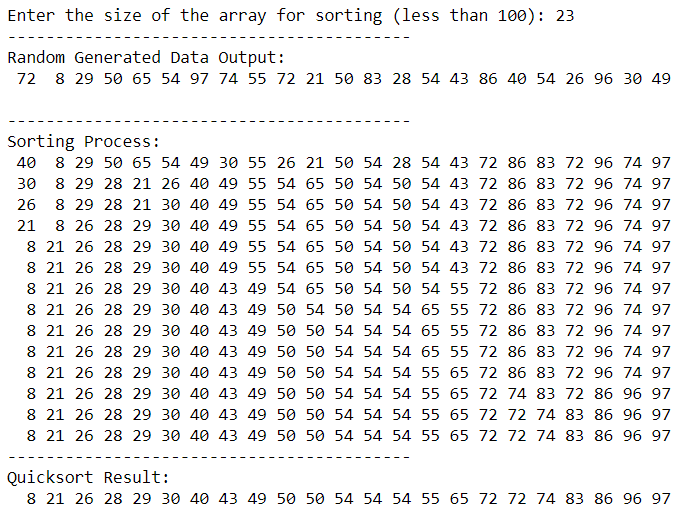 Enter the size of the array for sorting (less than 100): 23
------------------------------------------
Random Generated Data Output:
72 8 29 50 65 54 97 74 55 72 21 50 83 28 54 43 86 40 54 26 96 30 49
------------------------------------------
Sorting Process:
40 8 29 50 65 54 49 30 55 26 21 50 54 28 54 43 72 86 83 72 96 74 97
30 8 29 28 21 26 40 49 55 54 65 50 54 50 54 43 72 86 83 72 96 74 97
26 8 29 28 21 30 40 49 55 54 65 50 54 50 54 43 72 86 83 72 96 74 97
21 8 26 28 29 30 40 49 55 54 65 50 54 50 54 43 72 86 83 72 96 74 97
8 21 26 28 29 30 40 49 55 54 65 50 54 50 54 43 72 86 83 72 96 74 97
8 21 26 28 29 30 40 49 55 54 65 50 54 50 54 43 72 86 83 72 96 74 97
8 21 26 28 29 30 40 43 49 54 65 50 54 50 54 55 72 86 83 72 96 74 97
8 21 26 28 29 30 40 43 49 50 54 50 54 54 65 55 72 86 83 72 96 74 97
8 21 26 28 29 30 40 43 49 50 50 54 54 54 65 55 72 86 83 72 96 74 97
8 21 26 28 29 30 40 43 49 50 50 54 54 54 65 55 72 86 83 72 96 74 97
8 21 26 28 29 30 40 43 49 50 50 54 54 54 55 65 72 86 83 72 96 74 97
8 21 26 28 29 30 40 43 49 50 50 54 54 54 55 65 72 74 83 72 86 96 97
8 21 26 28 29 30 40 43 49 50 50 54 54 54 55 65 72 72 74 83 86 96 97
8 21 26 28 29 30 40 43 49 50 50 54 54 54 55 65 72 72 74 83 86 96 97
------------------------------------------
Quicksort Result:
8 21 26 28 29 30 40 43 49 50 50 54 54 54 55 65 72 72 74 83 86 96 97